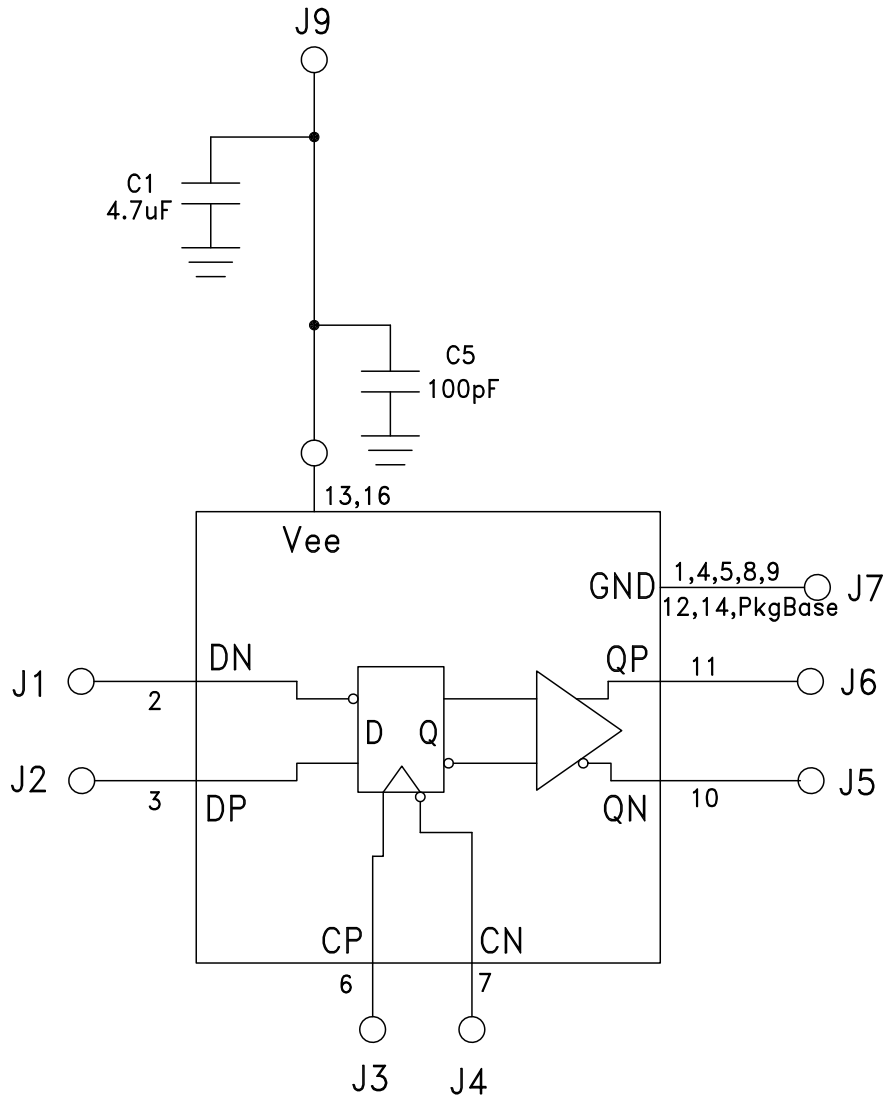 J9
C1
4.7uF
C5
100pF
13,16
Vee
GND
1,4,5,8,9
J7
12,14,PkgBase
J1
2
DN
QP
11
J6
D
Q
J2
3
DP
QN
10
J5
CP
CN
6
7
J3
J4